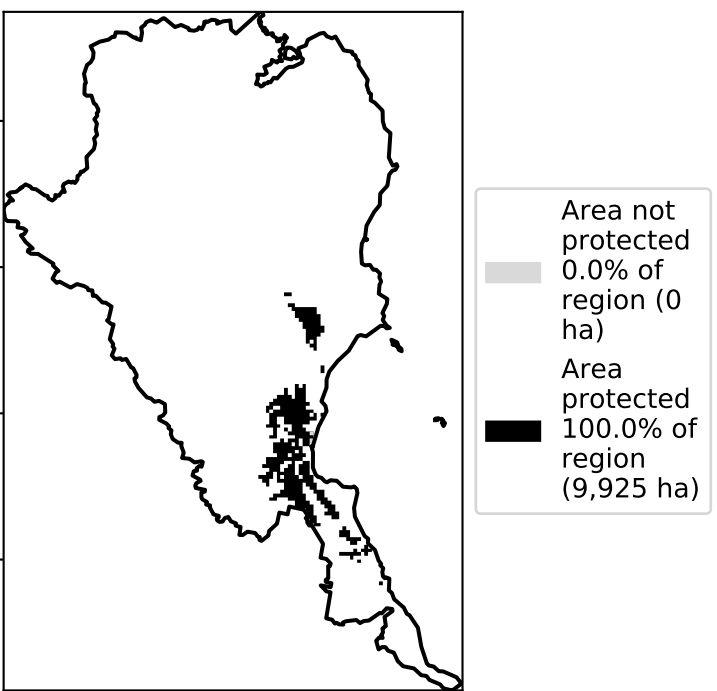 Area not
protected
0.0% of
region (0
ha)
Area
protected
100.0% of
region
(9,925 ha)